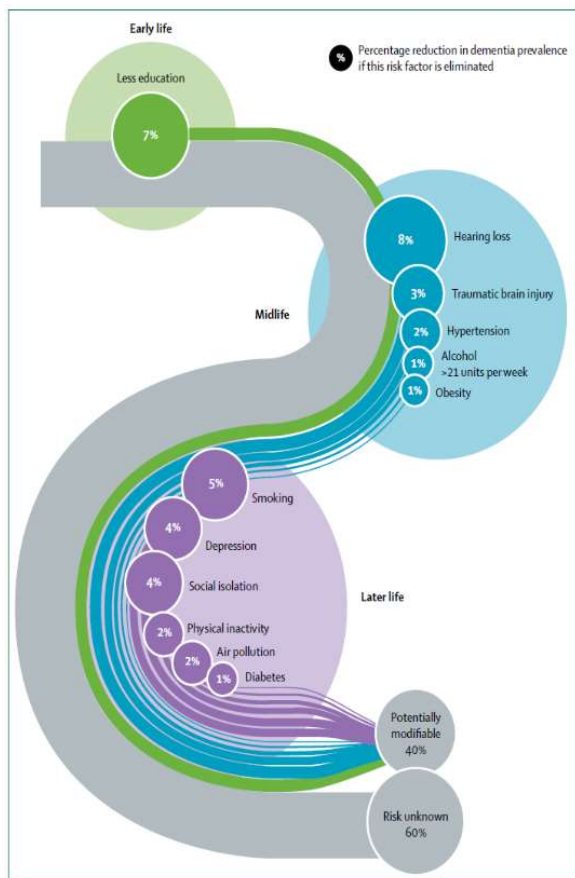 Early life
% Percentage reduction in dementia prevalence
if this risk factor is eliminated
Less education
7%
8% Hearing loss
3% Traumatic brain injury
Midlife
2% Hypertension
1% Alcohol
>21 units per week
1% Obesity
5% Smoking
4% Depression
4% Social isolation
Later life
2% Physical inactivity
2% Air pollution
1% Diabetes
Potentially
modifiable
40%
Risk unknown
60%